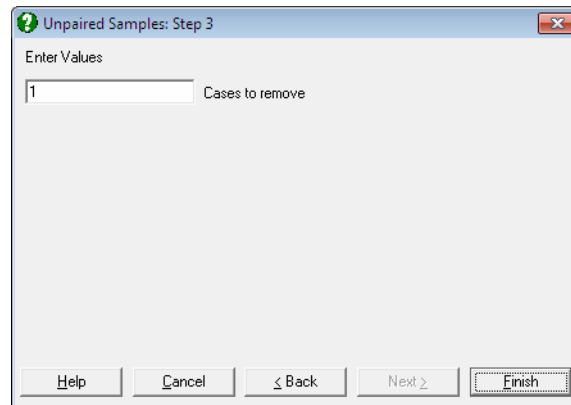 Unpaired Samples: Step 3
Enter Values
1 Cases to remove
Help Cancel < Back Next > Finish